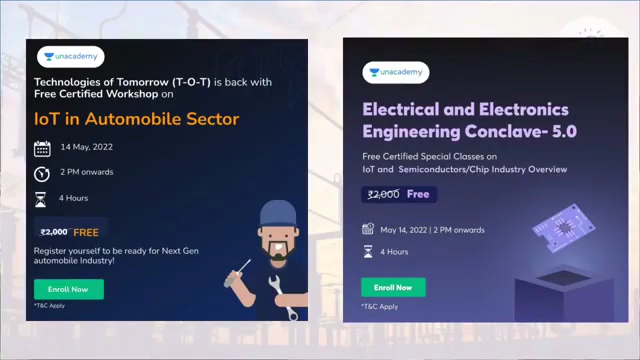 unacademy
Technologies of Tomorrow (T-O-T) is back with
Free Certified Workshop on
IoT in Automobile Sector
14 May, 2022
2 PM onwards
4 Hours
₹2,000 FREE
Register yourself to be ready for Next Gen
automobile Industry!
Enroll Now
*T&C Apply
unacademy
Electrical and Electronics
Engineering Conclave- 5.0
Free Certified Special Classes on
IoT and Semiconductors/Chip Industry Overview
₹2,000 Free
May 14, 2022 | 2 PM onwards
4 Hours
Enroll Now
*T&C Apply